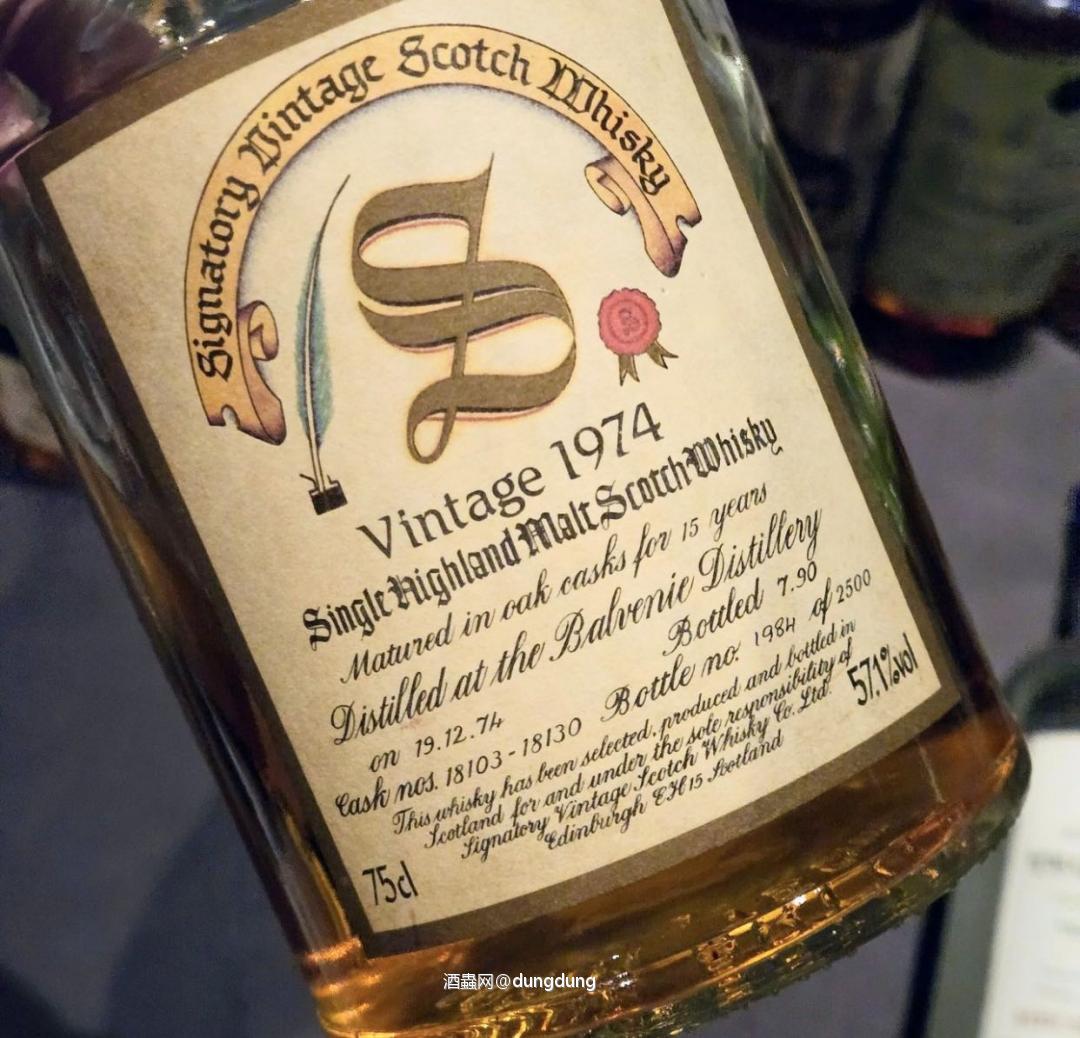 Signatory Vintage Scotch Whisky
S
Vintage 1974
Single Highland Malt Scotch Whisky
Matured in oak casks for 15 years
Distilled at the Balvenie Distillery
on 19.12.74 Bottled 7.90
Cask nos. 18103-18130 Bottle no. 1984 of 2500
This whisky has been selected, produced and bottled in
Scotland for and under the sole responsibility of
Signatory Vintage Scotch Whisky Co. Ltd.
Edinburgh EH15 Scotland
75cl 57.1%vol
酒蟲网@dungdung